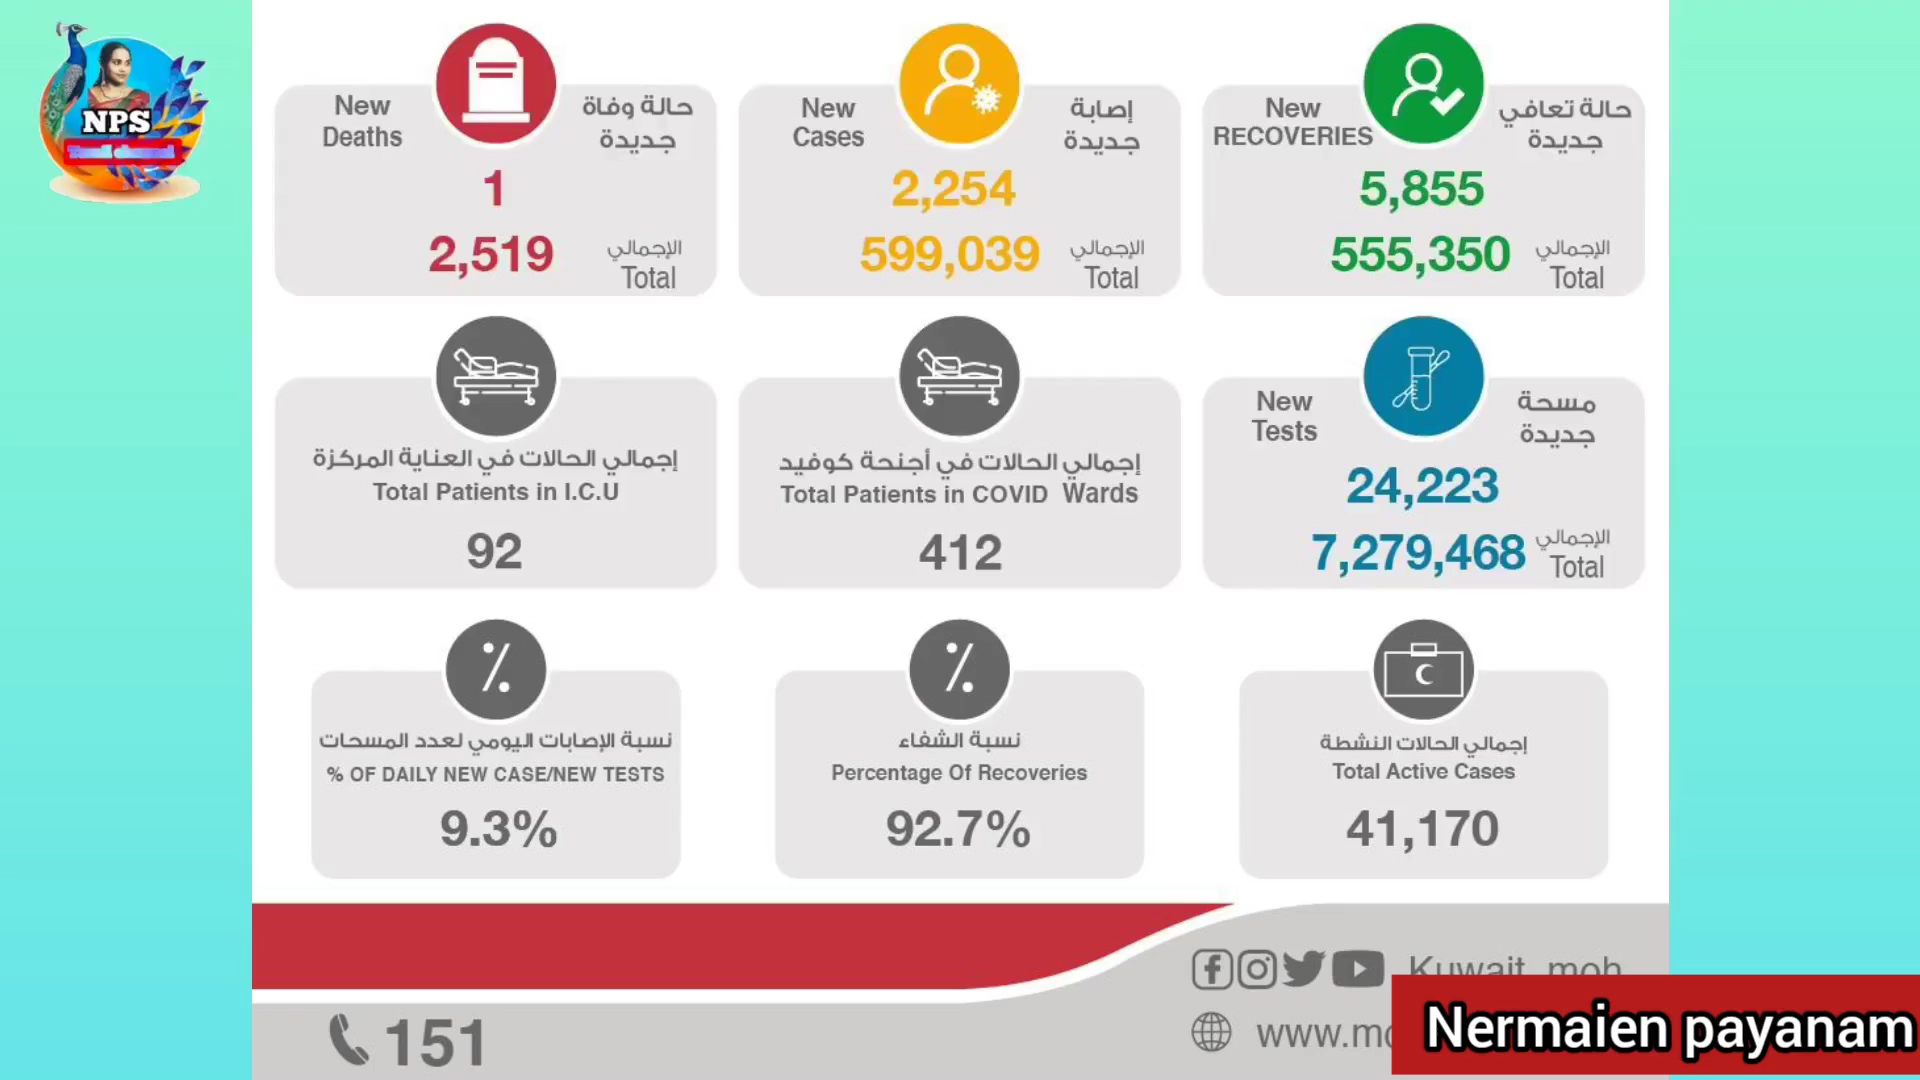 NPS
New
Deaths
حالة وفاة
جديدة
1
2,519
الإجمالي
Total
New
Cases
إصابة
جديدة
2,254
599,039
الإجمالي
Total
New
RECOVERIES
حالة تعافي
جديدة
5,855
555,350
الإجمالي
Total
إجمالي الحالات في العناية المركزة
Total Patients in I.C.U
92
إجمالي الحالات في أجنحة كوفيد
Total Patients in COVID Wards
412
New
Tests
مسحة
جديدة
24,223
7,279,468
الإجمالي
Total
نسبة الإصابات اليومي لعدد المسحات
% OF DAILY NEW CASE/NEW TESTS
9.3%
نسبة الشفاء
Percentage Of Recoveries
92.7%
إجمالي الحالات النشطة
Total Active Cases
41,170
Kuwait_moh
151
Nermaien payanam